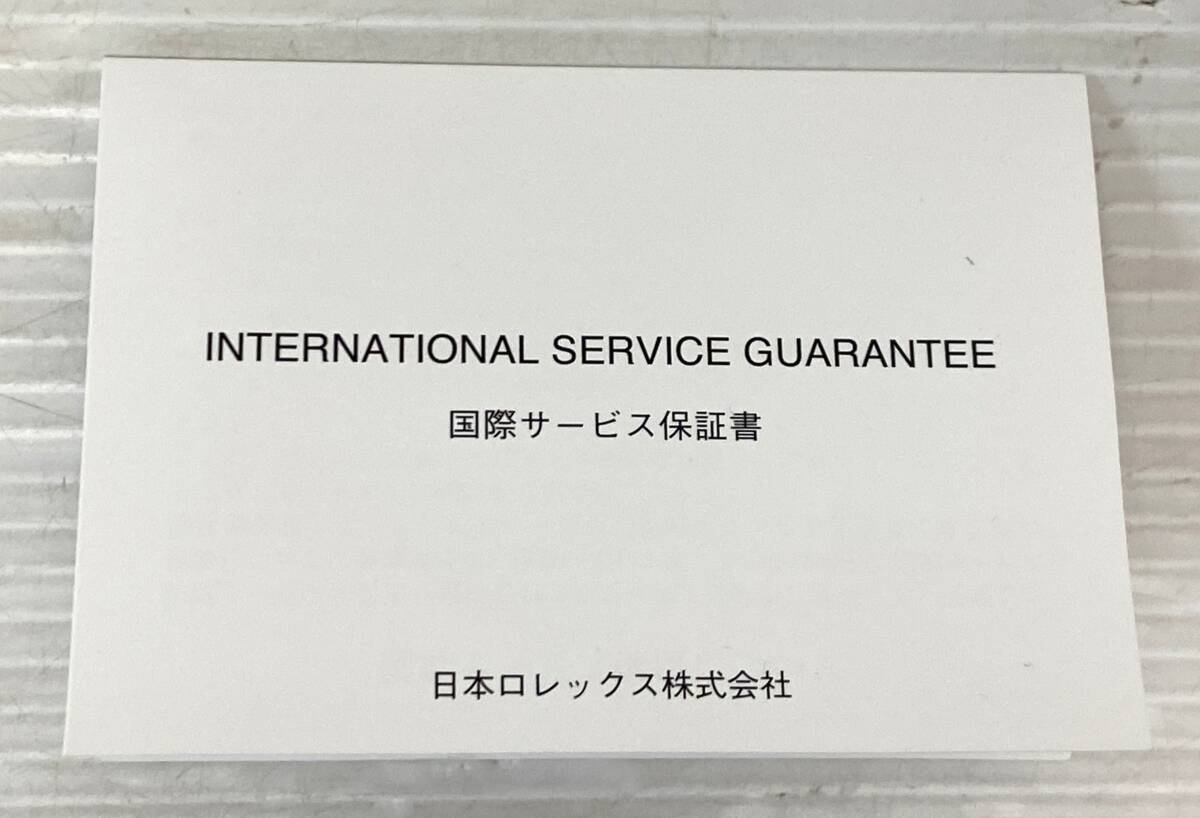 INTERNATIONAL SERVICE GUARANTEE
国際サービス保証書
日本ロレックス株式会社